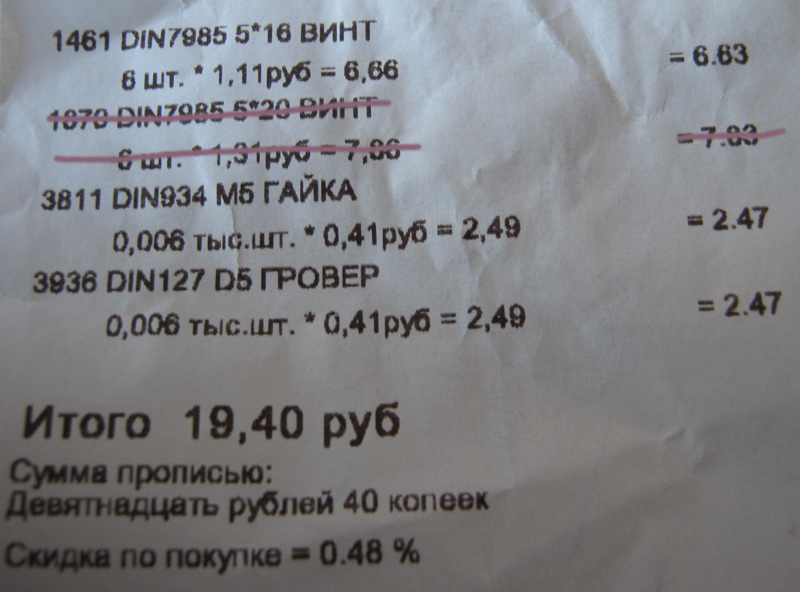 1461 DIN7985 5*16 ВИНТ
6 шт. * 1,11руб = 6,66 = 6.63
1670 DIN7985 5*20 ВИНТ
6 шт. * 1,31руб = 7,86 = 7.83
3811 DIN934 М5 ГАЙКА
0,006 тыс.шт. * 0,41руб = 2,49 = 2.47
3936 DIN127 D5 ГРОВЕР
0,006 тыс.шт. * 0,41руб = 2,49 = 2.47
Итого 19,40 руб
Сумма прописью:
Девятнадцать рублей 40 копеек
Скидка по покупке = 0.48 %